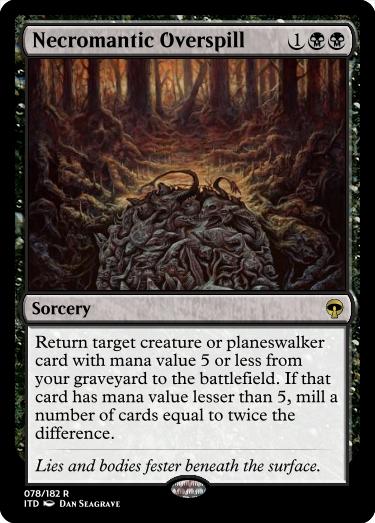 Necromantic Overspill 1
Sorcery
Return target creature or planeswalker
card with mana value 5 or less from
your graveyard to the battlefield. If that
card has mana value lesser than 5, mill a
number of cards equal to twice the
difference.
Lies and bodies fester beneath the surface.
078/182 R
ITD DAN SEAGRAVE